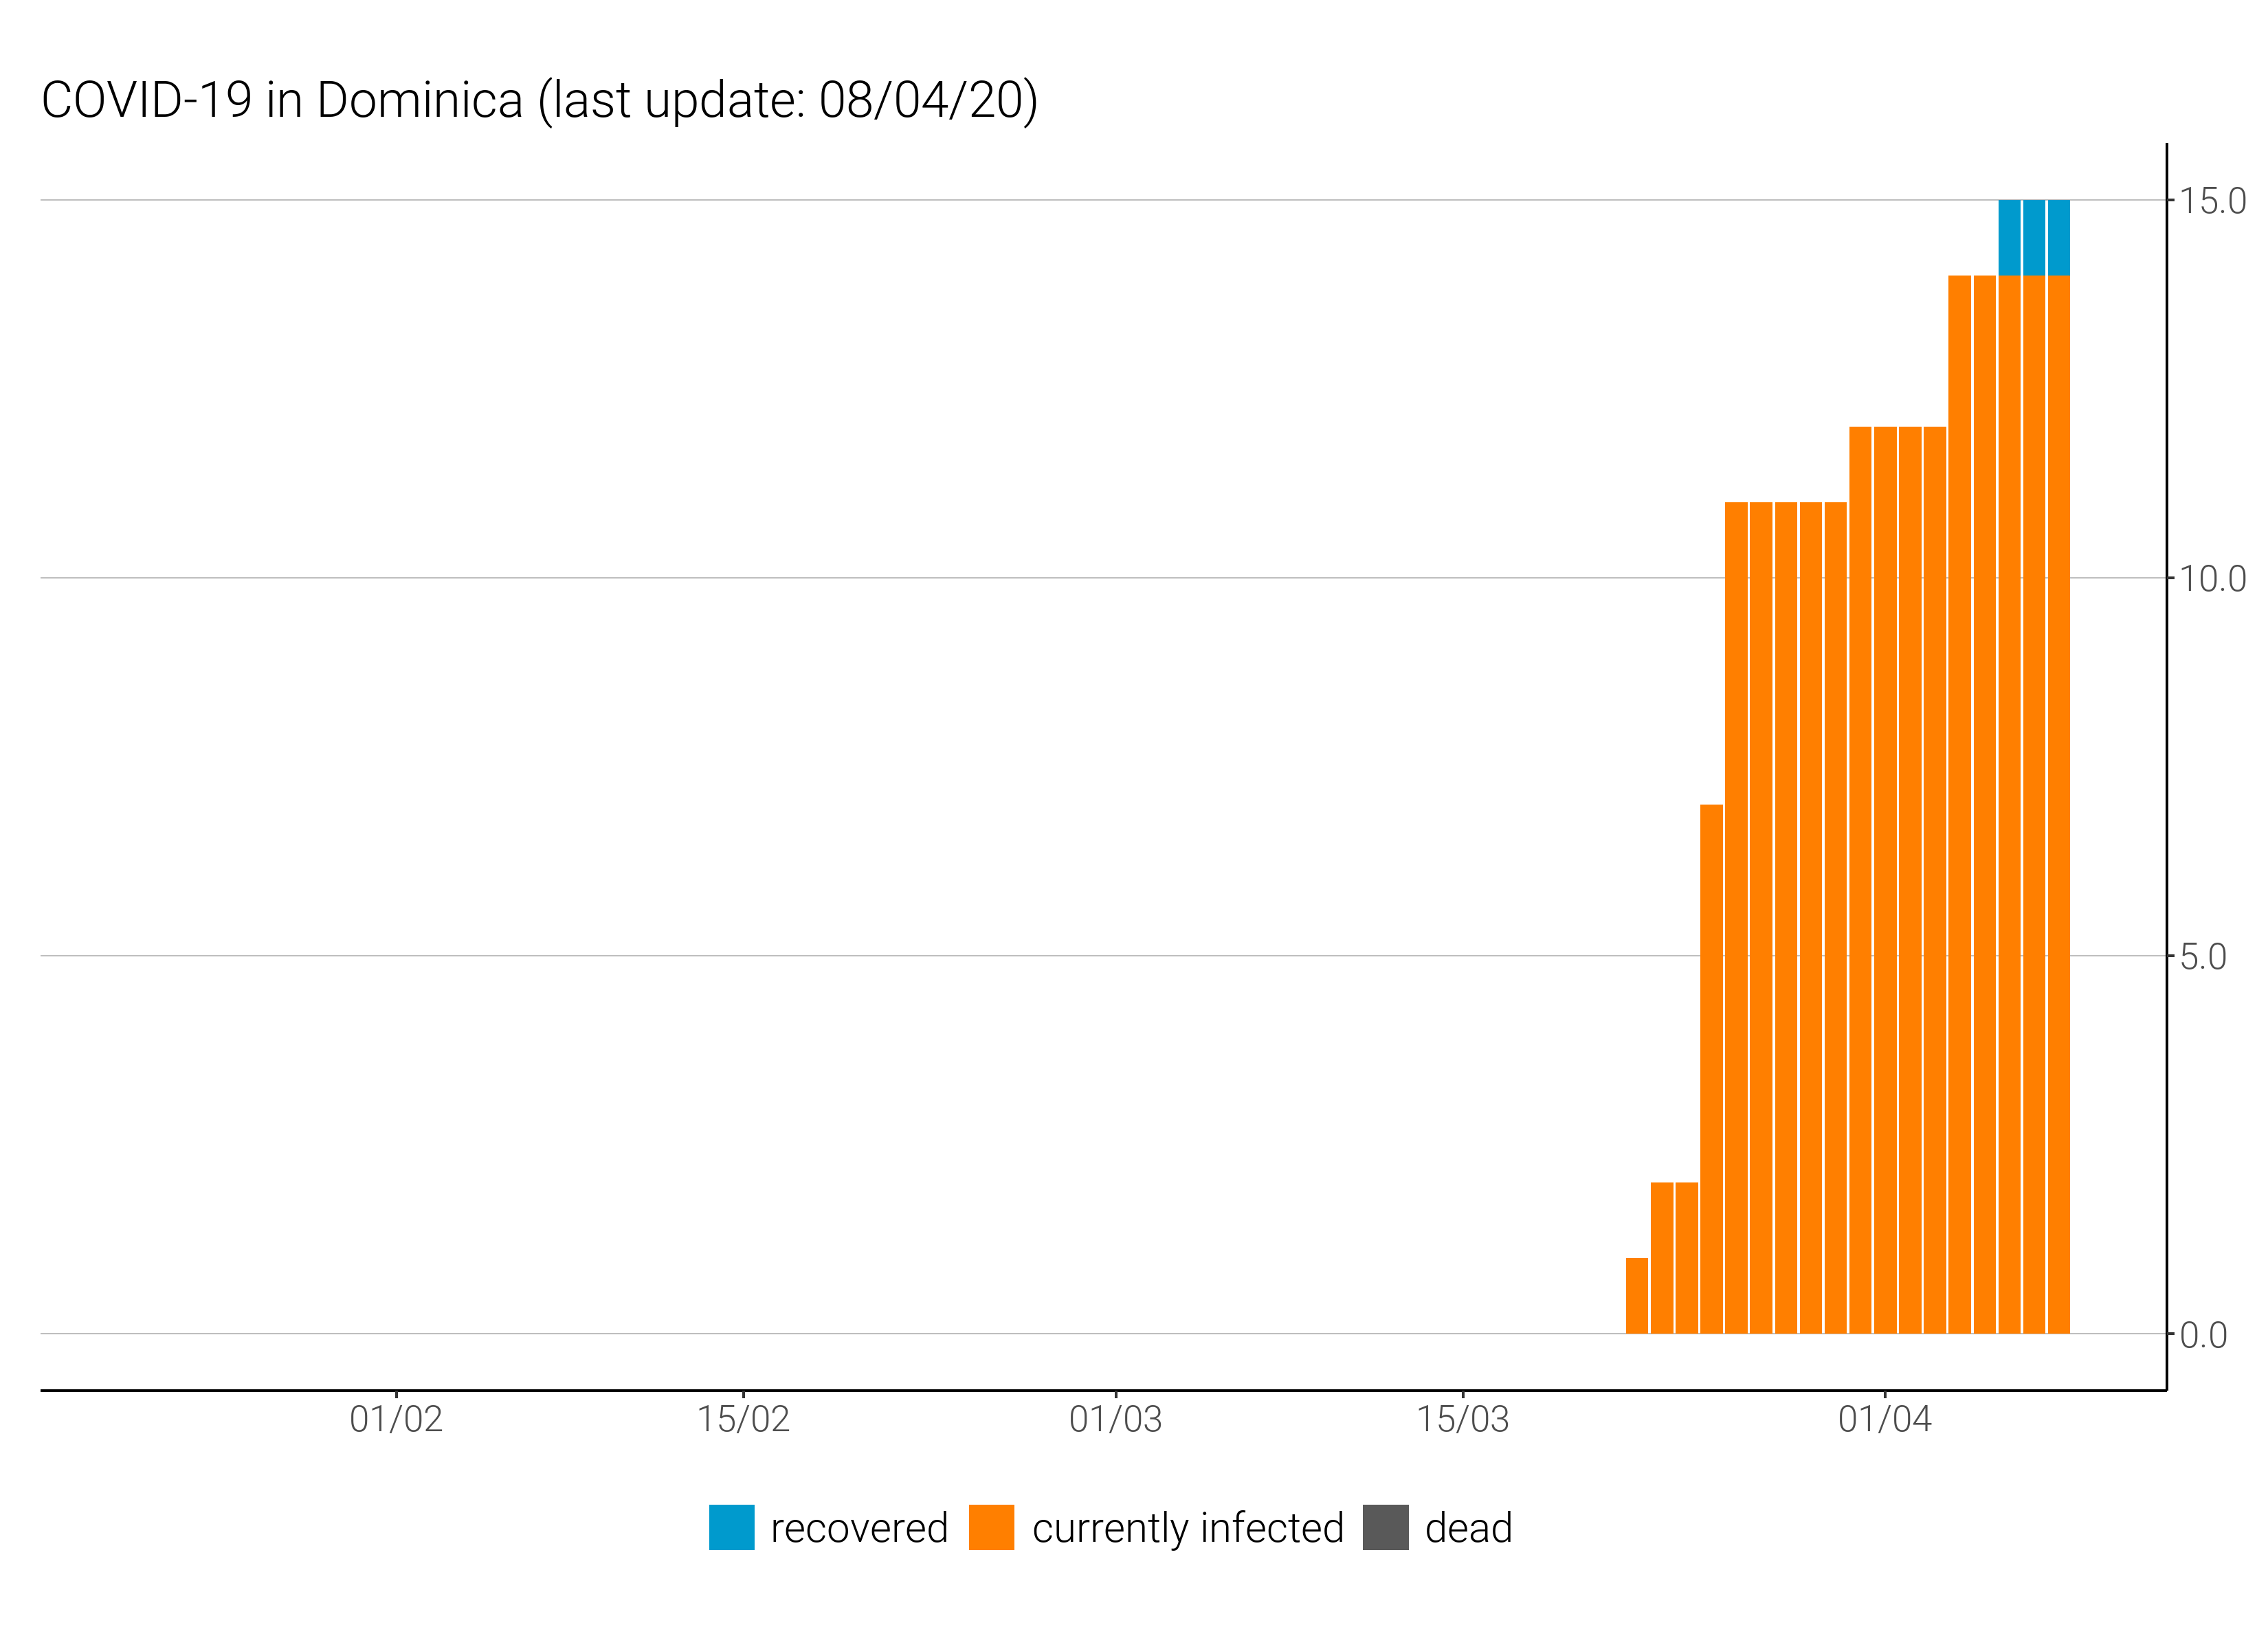 COVID-19 in Dominica (last update: 08/04/20)
15.0
10.0
5.0
0.0
01/02 15/02 01/03 15/03 01/04
recovered currently infected dead